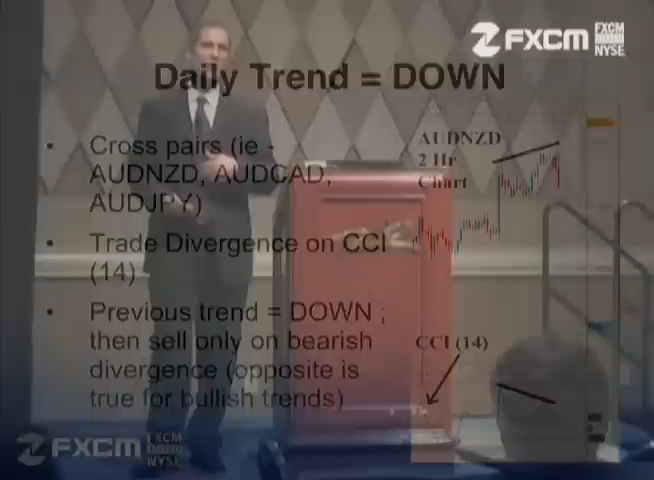 FXCM FXCM
NYSE
Daily Trend = DOWN
• Cross pairs (ie -
AUDNZD, AUDCAD,
AUDJPY)
• Trade Divergence on CCI
(14)
• Previous trend = DOWN ;
then sell only on bearish
divergence (opposite is
true for bullish trends)
AUDNZD
2 Hr
Chart
CCI (14)
FXCM FXCM
NYSE